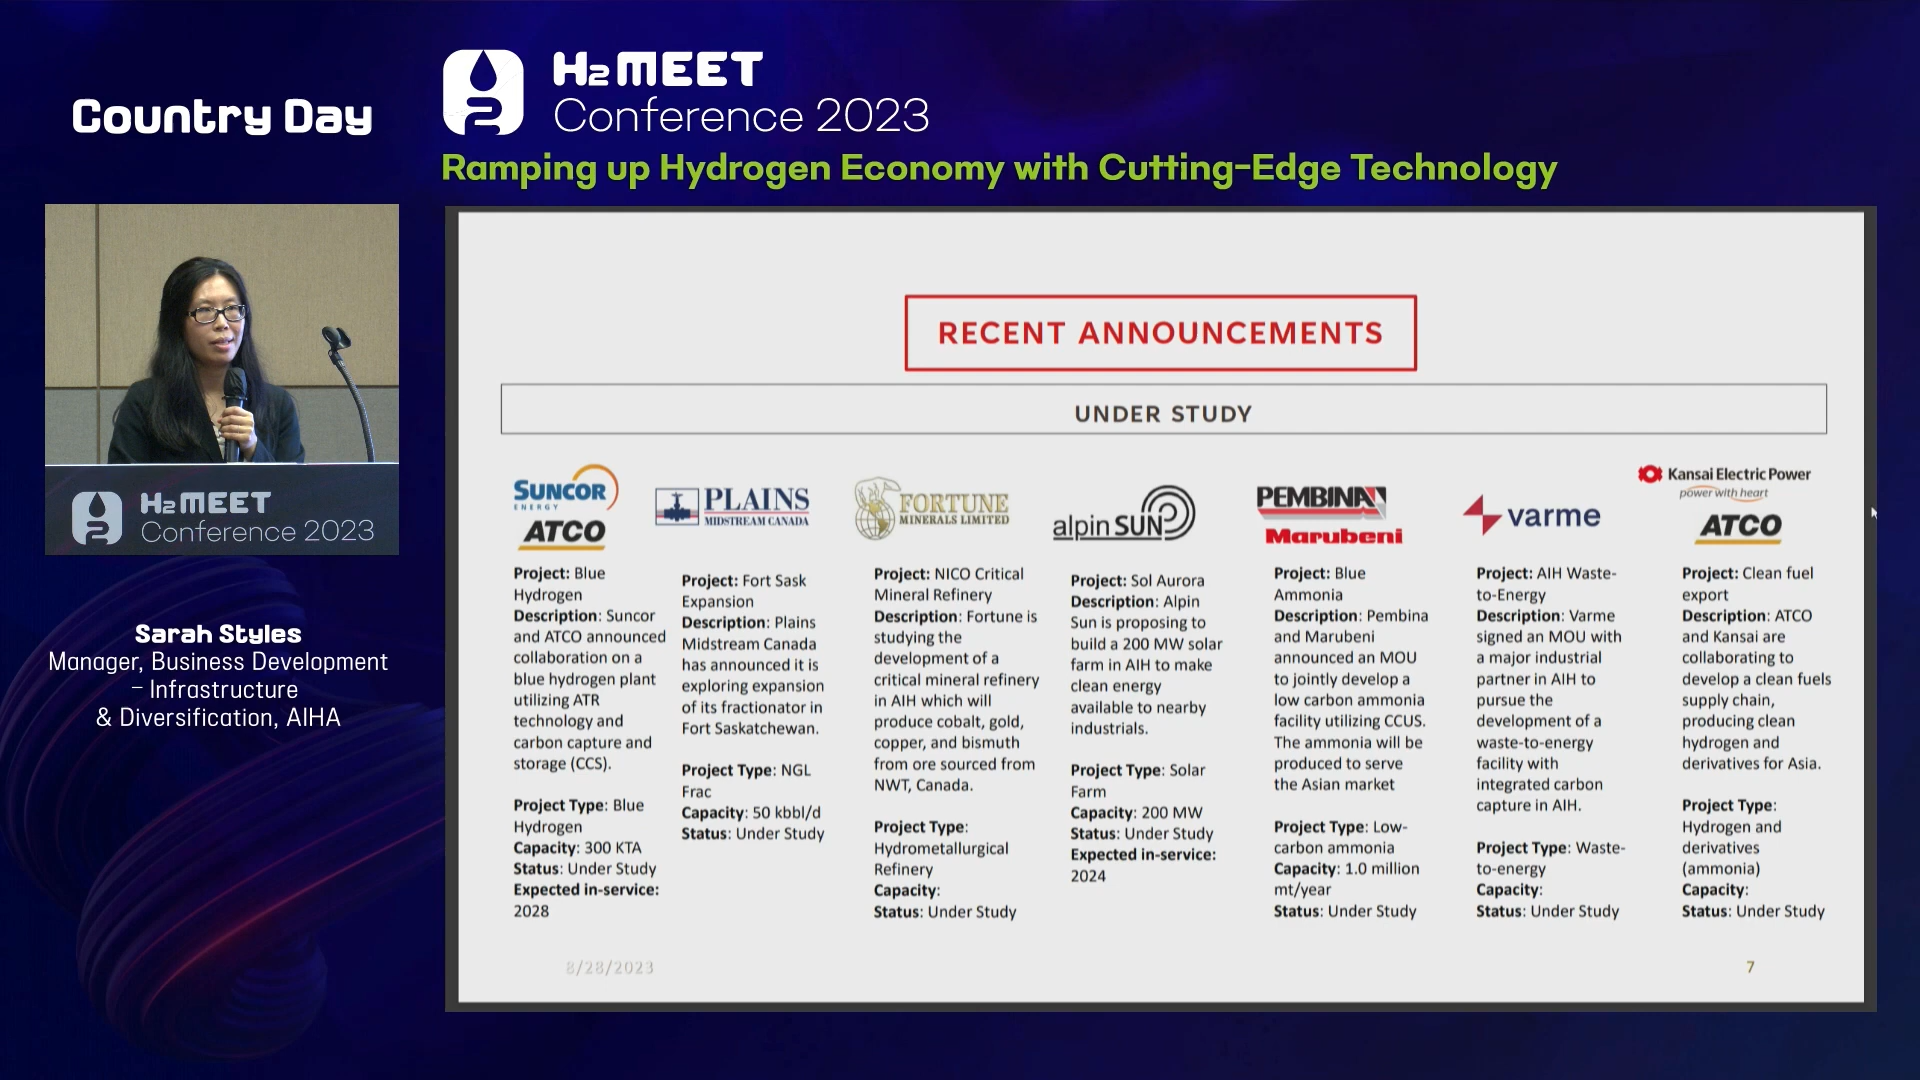 Country Day
H2 MEET
Conference 2023
Ramping up Hydrogen Economy with Cutting-Edge Technology
H2 MEET
Conference 2023
Sarah Styles
Manager, Business Development
– Infrastructure
& Diversification, AIHA
RECENT ANNOUNCEMENTS
UNDER STUDY
SUNCOR
ENERGY
ATCO
Project: Blue
Hydrogen
Description: Suncor
and ATCO announced
collaboration on a
blue hydrogen plant
utilizing ATR
technology and
carbon capture and
storage (CCS).
Project Type: Blue
Hydrogen
Capacity: 300 KTA
Status: Under Study
Expected in-service:
2028
PLAINS
MIDSTREAM CANADA
Project: Fort Sask
Expansion
Description: Plains
Midstream Canada
has announced it is
exploring expansion
of its fractionator in
Fort Saskatchewan.
Project Type: NGL
Frac
Capacity: 50 kbbl/d
Status: Under Study
FORTUNE
MINERALS LIMITED
Project: NICO Critical
Mineral Refinery
Description: Fortune is
studying the
development of a
critical mineral refinery
in AIH which will
produce cobalt, gold,
copper, and bismuth
from ore sourced from
NWT, Canada.
Project Type:
Hydrometallurgical
Refinery
Capacity:
Status: Under Study
alpin SUN
Project: Sol Aurora
Description: Alpin
Sun is proposing to
build a 200 MW solar
farm in AIH to make
clean energy
available to nearby
industrials.
Project Type: Solar
Farm
Capacity: 200 MW
Status: Under Study
Expected in-service:
2024
PEMBINA
Marubeni
Project: Blue
Ammonia
Description: Pembina
and Marubeni
announced an MOU
to jointly develop a
low carbon ammonia
facility utilizing CCUS.
The ammonia will be
produced to serve
the Asian market
Project Type: Low-
carbon ammonia
Capacity: 1.0 million
mt/year
Status: Under Study
varme
Project: AIH Waste-
to-Energy
Description: Varme
signed an MOU with
a major industrial
partner in AIH to
pursue the
development of a
waste-to-energy
facility with
integrated carbon
capture in AIH.
Project Type: Waste-
to-energy
Capacity:
Status: Under Study
Kansai Electric Power
power with heart
ATCO
Project: Clean fuel
export
Description: ATCO
and Kansai are
collaborating to
develop a clean fuels
supply chain,
producing clean
hydrogen and
derivatives for Asia.
Project Type:
Hydrogen and
derivatives
(ammonia)
Capacity:
Status: Under Study
8/28/2023
7